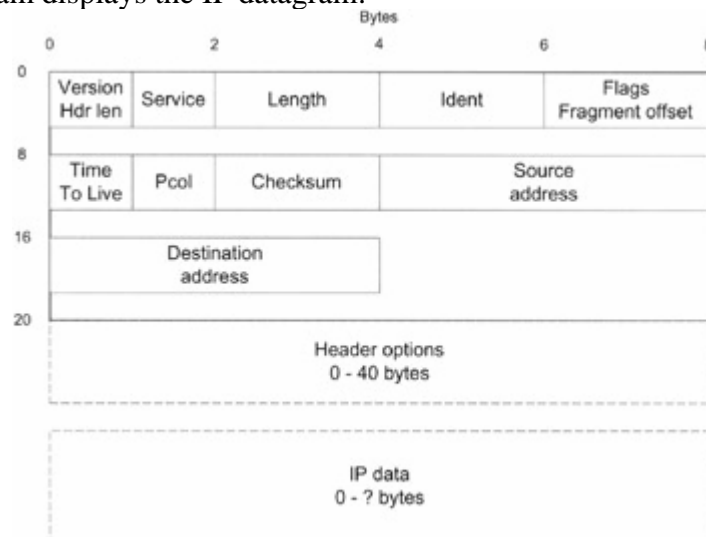 am displays the IP datagram.
Bytes
0 2 4 6 8
0
Version Hdr len Service Length Ident Flags Fragment offset
8
Time To Live Pcol Checksum Source address
16
Destination address
20
Header options
0 - 40 bytes
IP data
0 - ? bytes